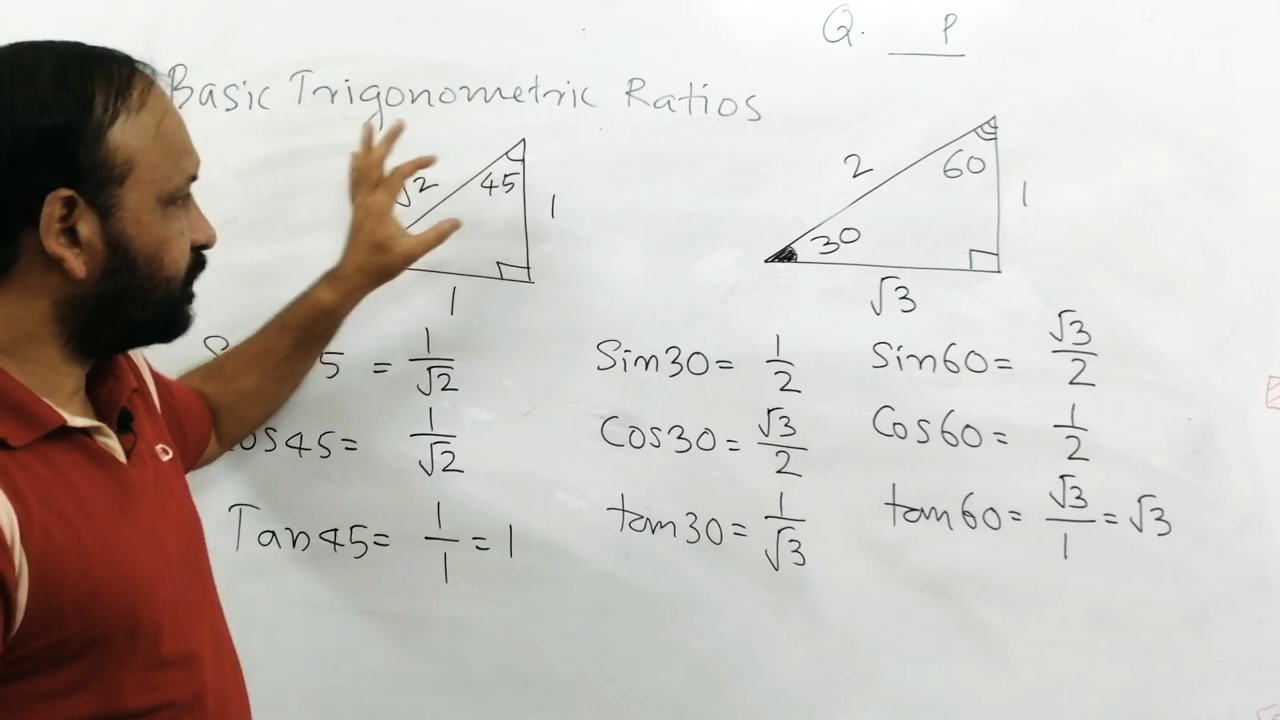 Q. P
Basic Trigonometric Ratios
√2
45
1
1
2
60
1
30
√3
5 = 1/√2
Cos45= 1/√2
Tan45= 1/1 = 1
Sin30= 1/2
Cos30= √3/2
tan30= 1/√3
Sin60= √3/2
Cos60= 1/2
tan60= √3/1 = √3